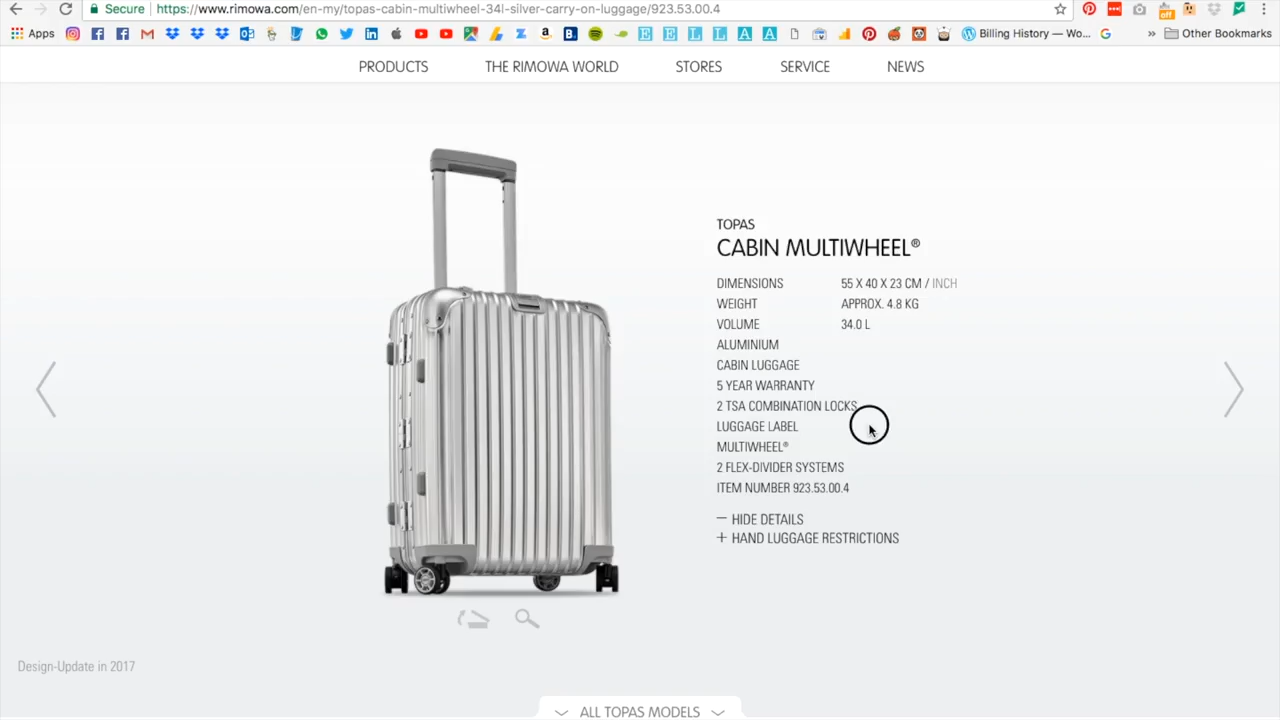 Secure https://www.rimowa.com/en-my/topas-cabin-multiwheel-34l-silver-carry-on-luggage/923.53.00.4
Apps Billing History — Wo... » Other Bookmarks
PRODUCTS THE RIMOWA WORLD STORES SERVICE NEWS
TOPAS
CABIN MULTIWHEEL®
DIMENSIONS 55 X 40 X 23 CM / INCH
WEIGHT APPROX. 4.8 KG
VOLUME 34.0 L
ALUMINIUM
CABIN LUGGAGE
5 YEAR WARRANTY
2 TSA COMBINATION LOCKS
LUGGAGE LABEL
MULTIWHEEL®
2 FLEX-DIVIDER SYSTEMS
ITEM NUMBER 923.53.00.4
— HIDE DETAILS
+ HAND LUGGAGE RESTRICTIONS
Design-Update in 2017
ALL TOPAS MODELS